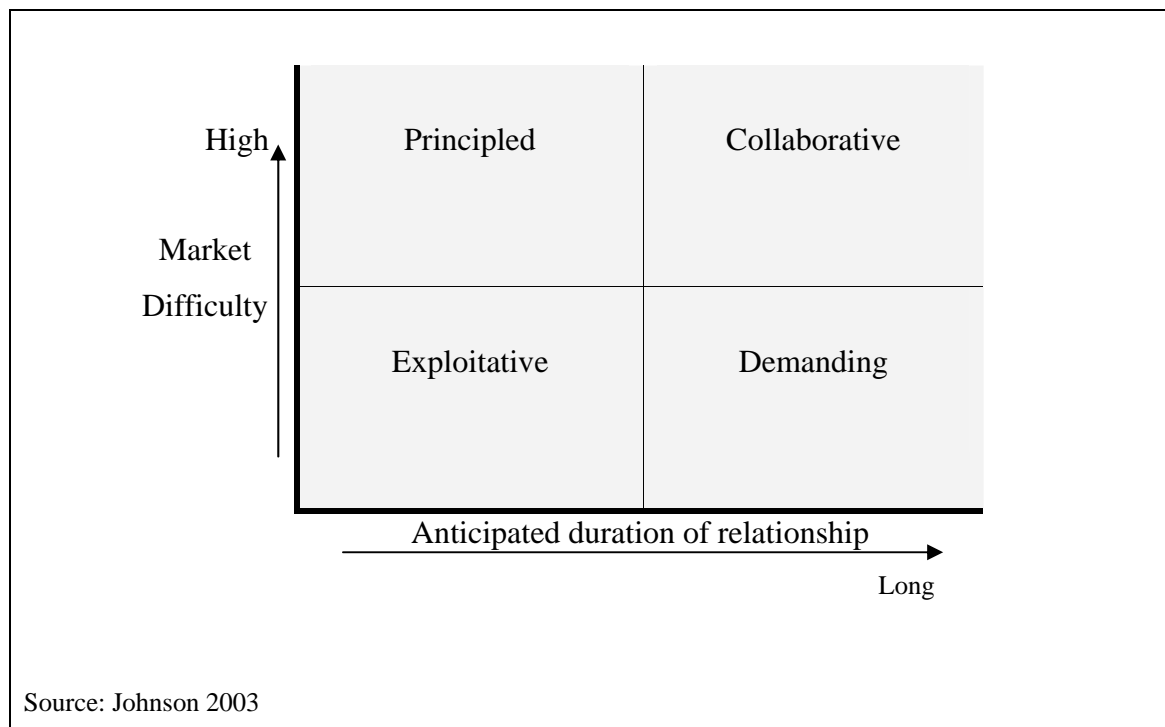 High
Principled
Collaborative
Market
Difficulty
Exploitative
Demanding
Anticipated duration of relationship
Long
Source: Johnson 2003